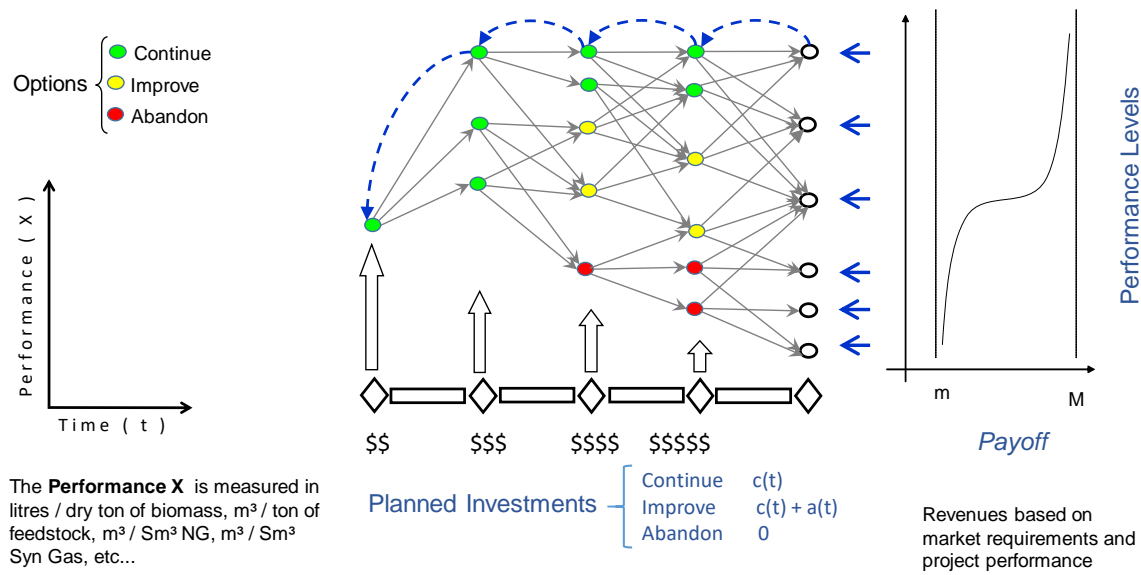 Options
Continue
Improve
Abandon
Performance ( X )
Time ( t )
Performance Levels
m
M
Payoff
$$
$$$
$$$$
$$$$$
Planned Investments
Continue c(t)
Improve c(t) + a(t)
Abandon 0
The Performance X is measured in
litres / dry ton of biomass, m³ / ton of
feedstock, m³ / Sm³ NG, m³ / Sm³
Syn Gas, etc...
Revenues based on
market requirements and
project performance